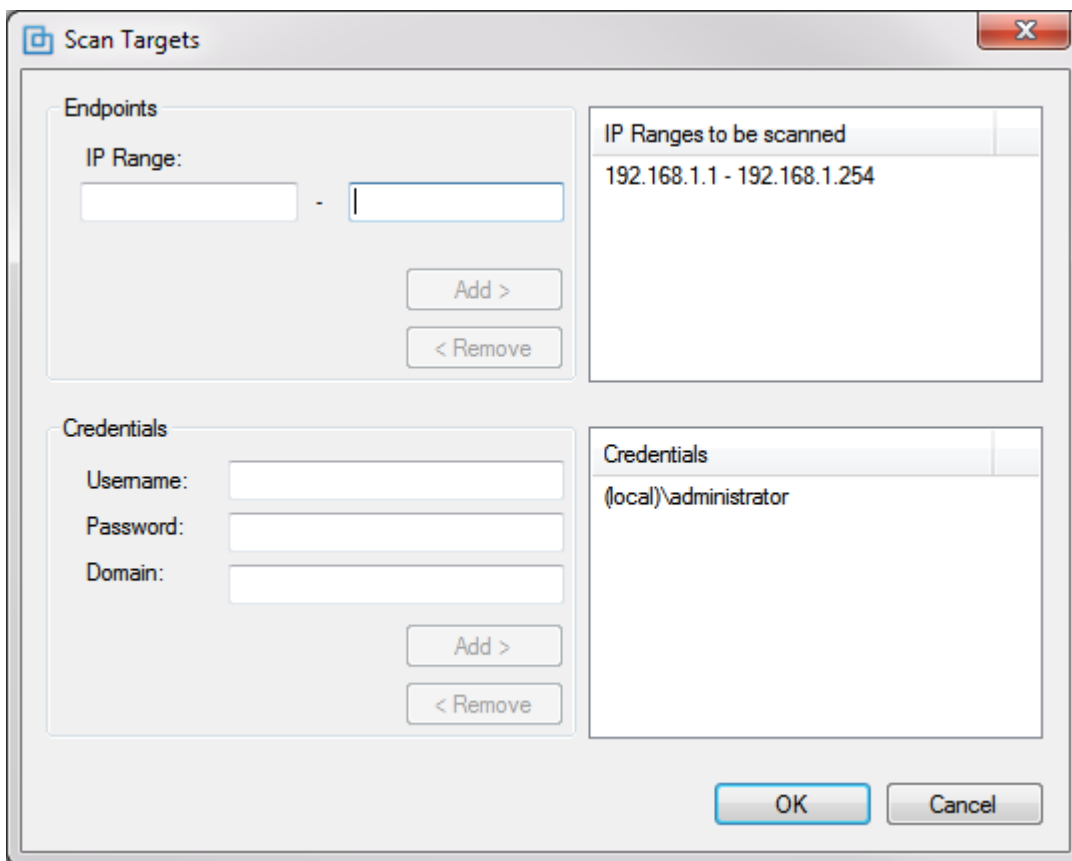 Scan Targets
Endpoints
IP Range:
-
Add >
< Remove
IP Ranges to be scanned
192.168.1.1 - 192.168.1.254
Credentials
Username:
Password:
Domain:
Add >
< Remove
Credentials
(local)\administrator
OK
Cancel